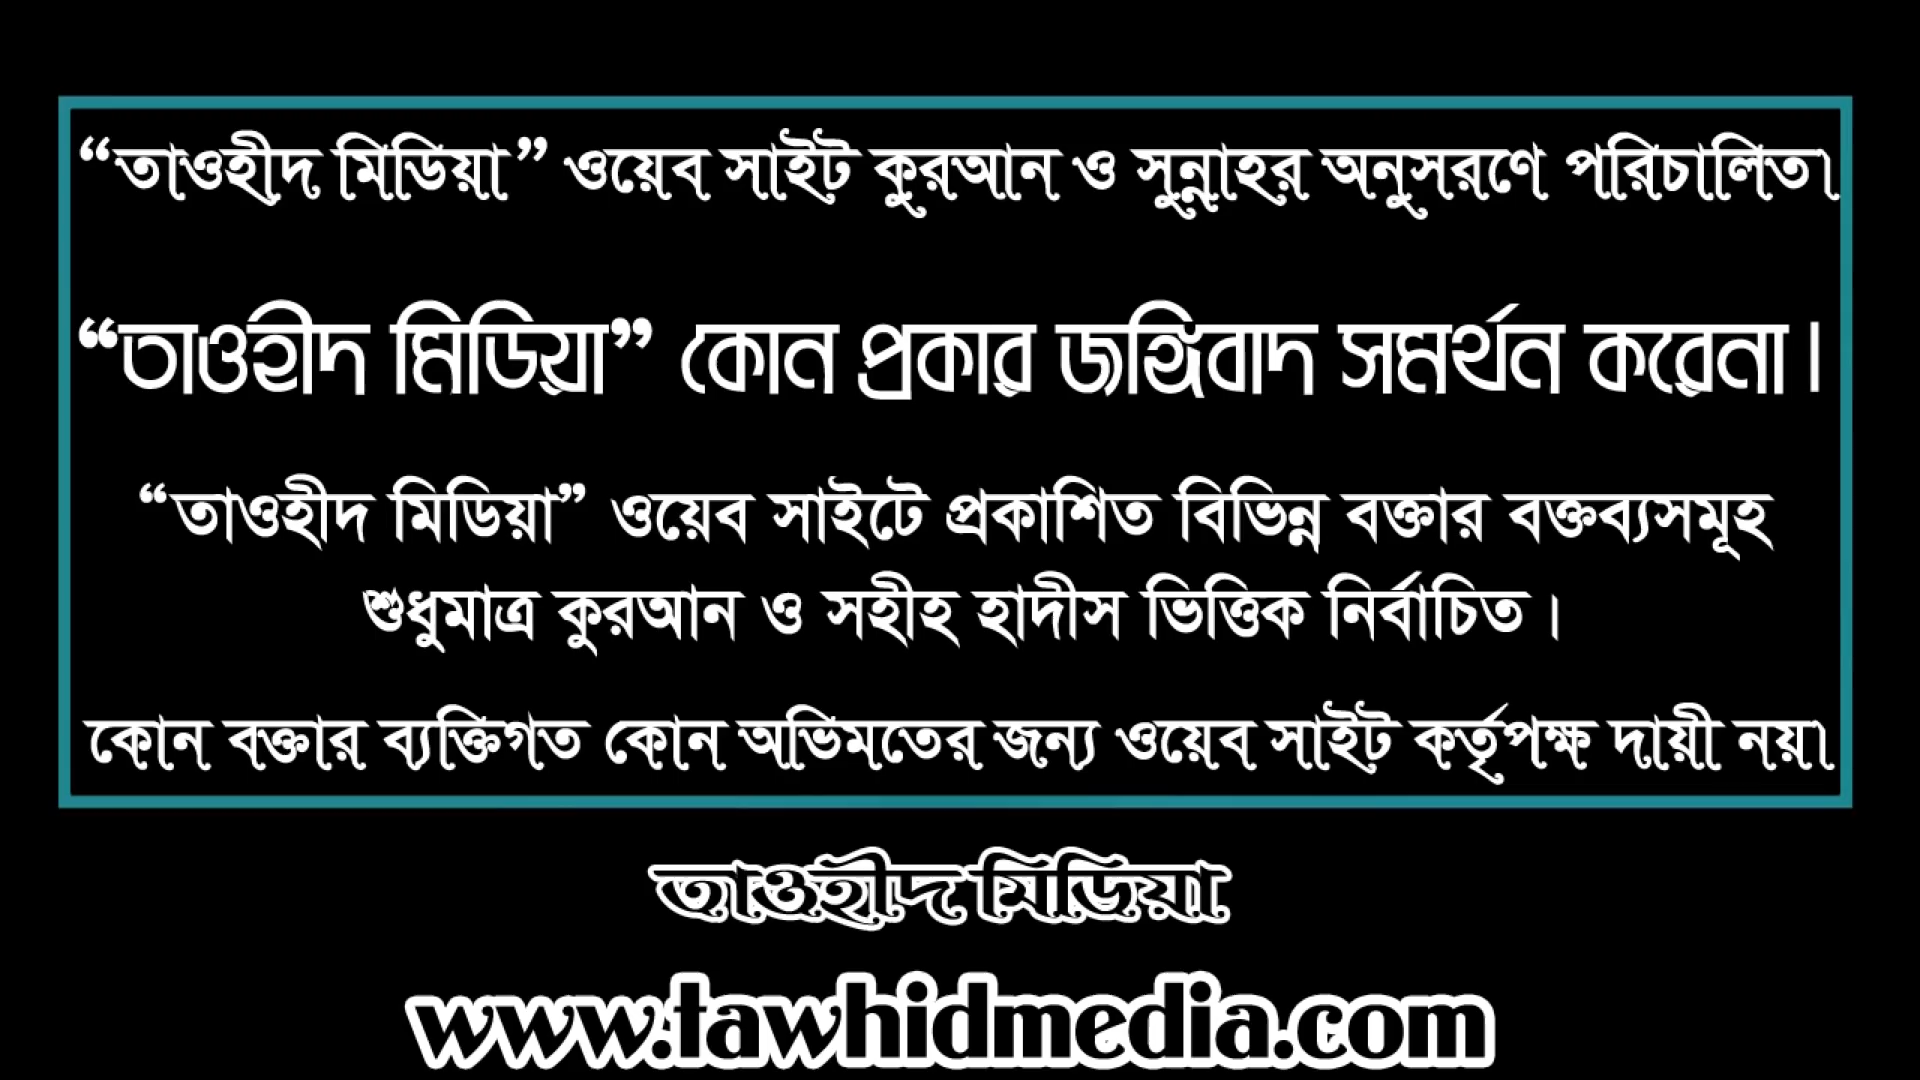 “তাওহীদ মিডিয়া” ওয়েব সাইট কুরআন ও সুন্নাহর অনুসরণে পরিচালিত।
“তাওহীদ মিডিয়া” কোন প্রকার জঙ্গিবাদ সমর্থন করেনা।
“তাওহীদ মিডিয়া” ওয়েব সাইটে প্রকাশিত বিভিন্ন বক্তার বক্তব্যসমূহ
শুধুমাত্র কুরআন ও সহীহ হাদীস ভিত্তিক নির্বাচিত।
কোন বক্তার ব্যক্তিগত কোন অভিমতের জন্য ওয়েব সাইট কর্তৃপক্ষ দায়ী নয়।
তাওহীদ মিডিয়া
www.tawhidmedia.com